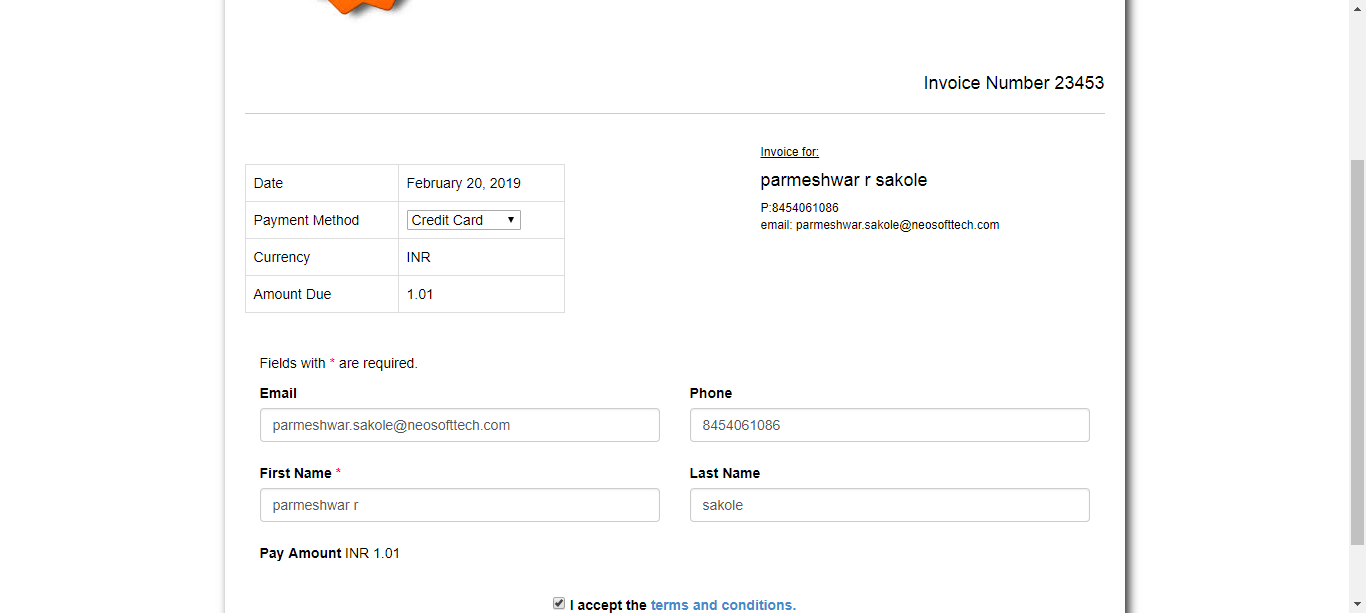 Invoice Number 23453
Invoice for:
parmeshwar r sakole
P:8454061086
email: parmeshwar.sakole@neosofttech.com
Date February 20, 2019
Payment Method Credit Card
Currency INR
Amount Due 1.01
Fields with * are required.
Email Phone
parmeshwar.sakole@neosofttech.com 8454061086
First Name * Last Name
parmeshwar r sakole
Pay Amount INR 1.01
I accept the terms and conditions.